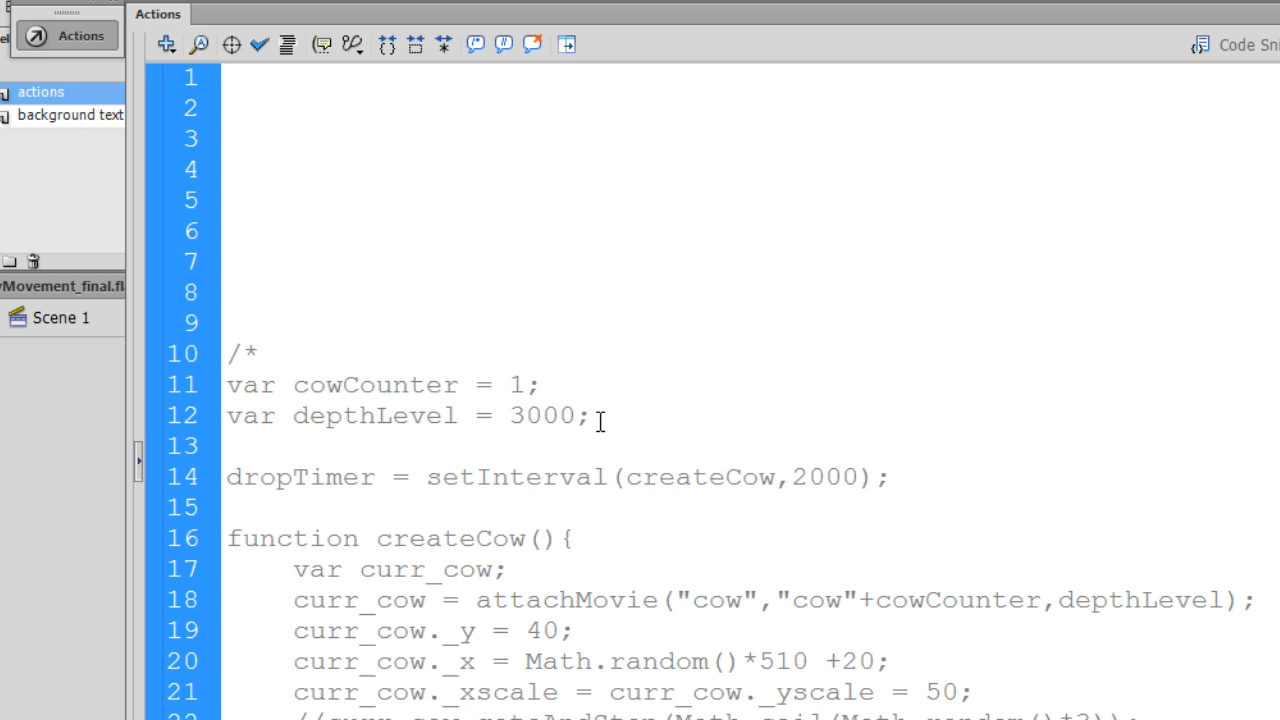 Actions
Actions
Code Sni
actions
background text
Movement_final.fl
Scene 1
1
2
3
4
5
6
7
8
9
10 /*
11 var cowCounter = 1;
12 var depthLevel = 3000;
13
14 dropTimer = setInterval(createCow,2000);
15
16 function createCow(){
17 var curr_cow;
18 curr_cow = attachMovie("cow","cow"+cowCounter,depthLevel);
19 curr_cow._y = 40;
20 curr_cow._x = Math.random()*510 +20;
21 curr_cow._xscale = curr_cow._yscale = 50;